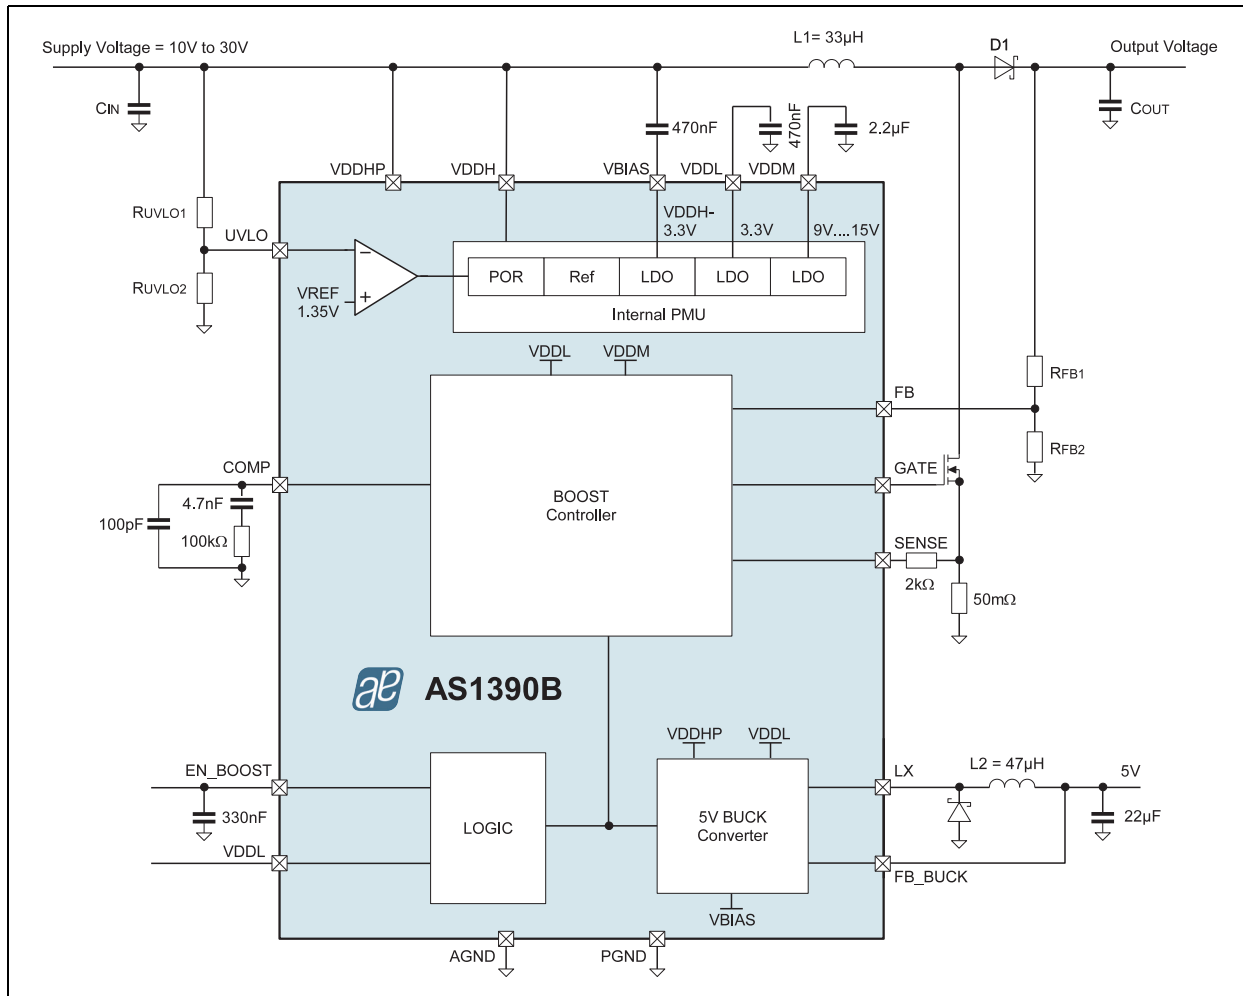 Supply Voltage = 10V to 30V
L1= 33µH
D1
Output Voltage
CIN
470nF
470nF
2.2µF
COUT
VDDHP
VDDH
VBIAS
VDDL
VDDM
RUVLO1
UVLO
RUVLO2
VDDH-
3.3V
3.3V
9V....15V
POR
Ref
LDO
LDO
LDO
Internal PMU
VREF
1.35V
VDDL
VDDM
FB
RFB1
RFB2
COMP
4.7nF
100pF
100kΩ
BOOST
Controller
GATE
SENSE
2kΩ
50mΩ
ae
AS1390B
EN_BOOST
330nF
VDDL
LOGIC
VDDHP
VDDL
5V BUCK
Converter
VBIAS
LX
L2 = 47µH
5V
22µF
FB_BUCK
AGND
PGND